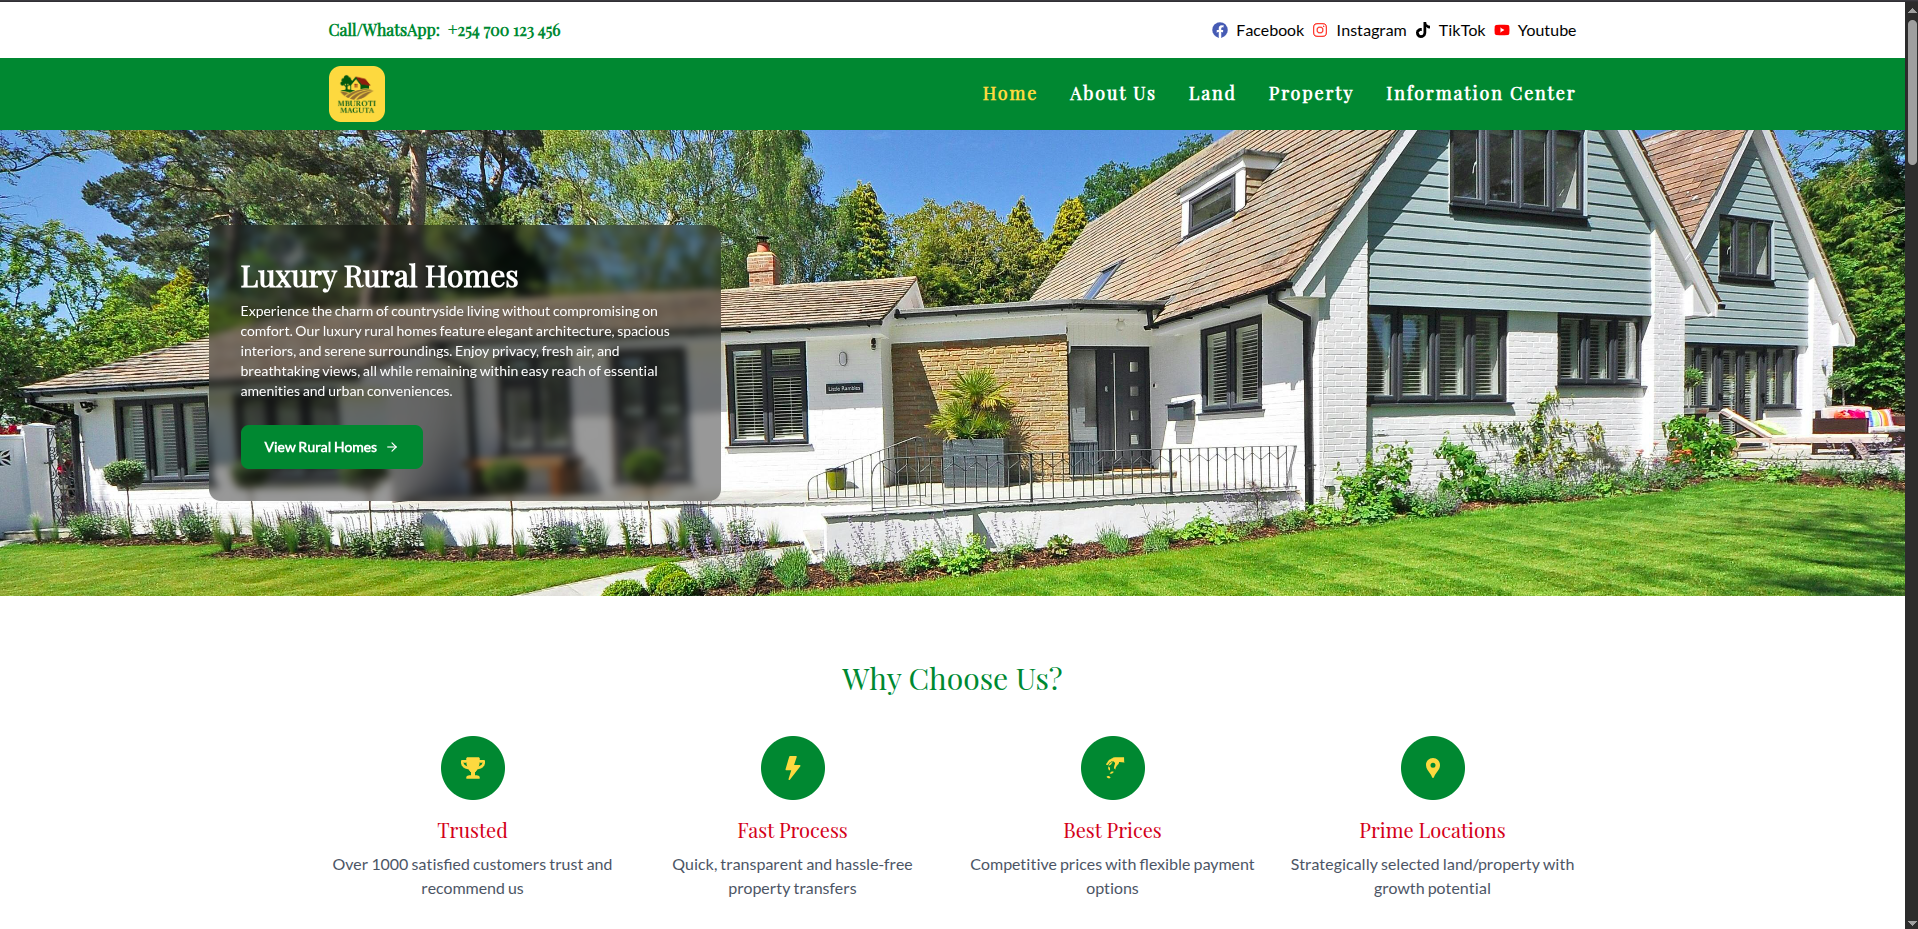 Call/WhatsApp: +254 700 123 456
Facebook Instagram TikTok Youtube
MBUROTI
MAGUTA
Home About Us Land Property Information Center
Luxury Rural Homes
Experience the charm of countryside living without compromising on
comfort. Our luxury rural homes feature elegant architecture, spacious
interiors, and serene surroundings. Enjoy privacy, fresh air, and
breathtaking views, all while remaining within easy reach of essential
amenities and urban conveniences.
View Rural Homes
Little Rambles
Why Choose Us?
Trusted
Over 1000 satisfied customers trust and
recommend us
Fast Process
Quick, transparent and hassle-free
property transfers
Best Prices
Competitive prices with flexible payment
options
Prime Locations
Strategically selected land/property with
growth potential